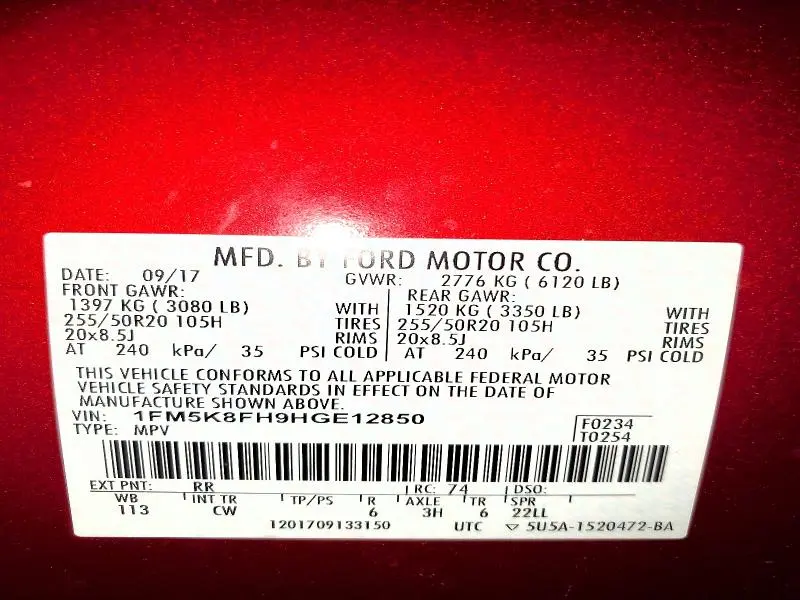 MFD. BY FORD MOTOR CO.
DATE: 09/17 GVWR: 2776 KG ( 6120 LB)
FRONT GAWR: REAR GAWR:
1397 KG ( 3080 LB) WITH 1520 KG ( 3350 LB) WITH
255/50R20 105H TIRES 255/50R20 105H TIRES
20x8.5J RIMS 20x8.5J RIMS
AT 240 kPa/ 35 PSI COLD AT 240 kPa/ 35 PSI COLD
THIS VEHICLE CONFORMS TO ALL APPLICABLE FEDERAL MOTOR
VEHICLE SAFETY STANDARDS IN EFFECT ON THE DATE OF
MANUFACTURE SHOWN ABOVE.
VIN: 1FM5K8FH9HGE12850 F0234
TYPE: MPV T0254
EXT PNT: RR RC: 74 DSO:
WB INT TR TP/PS R AXLE TR SPR
113 CW 6 3H 6 22LL
1201709133150 UTC ▽ 5U5A-1520472-BA